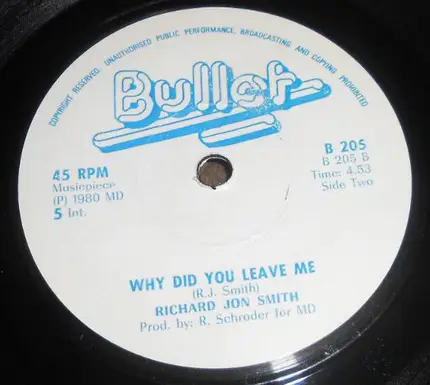 COPYRIGHT RESERVED. UNAUTHORISED PUBLIC PERFORMANCE, BROADCASTING AND COPYING PROHIBITED
Bullet
45 RPM
Musicpiece
(P) 1980 MD
5 Int.
B 205
B 205 B
Time: 4.53
Side Two
WHY DID YOU LEAVE ME
(R.J. Smith)
RICHARD JON SMITH
Prod. by: R. Schroder for MD